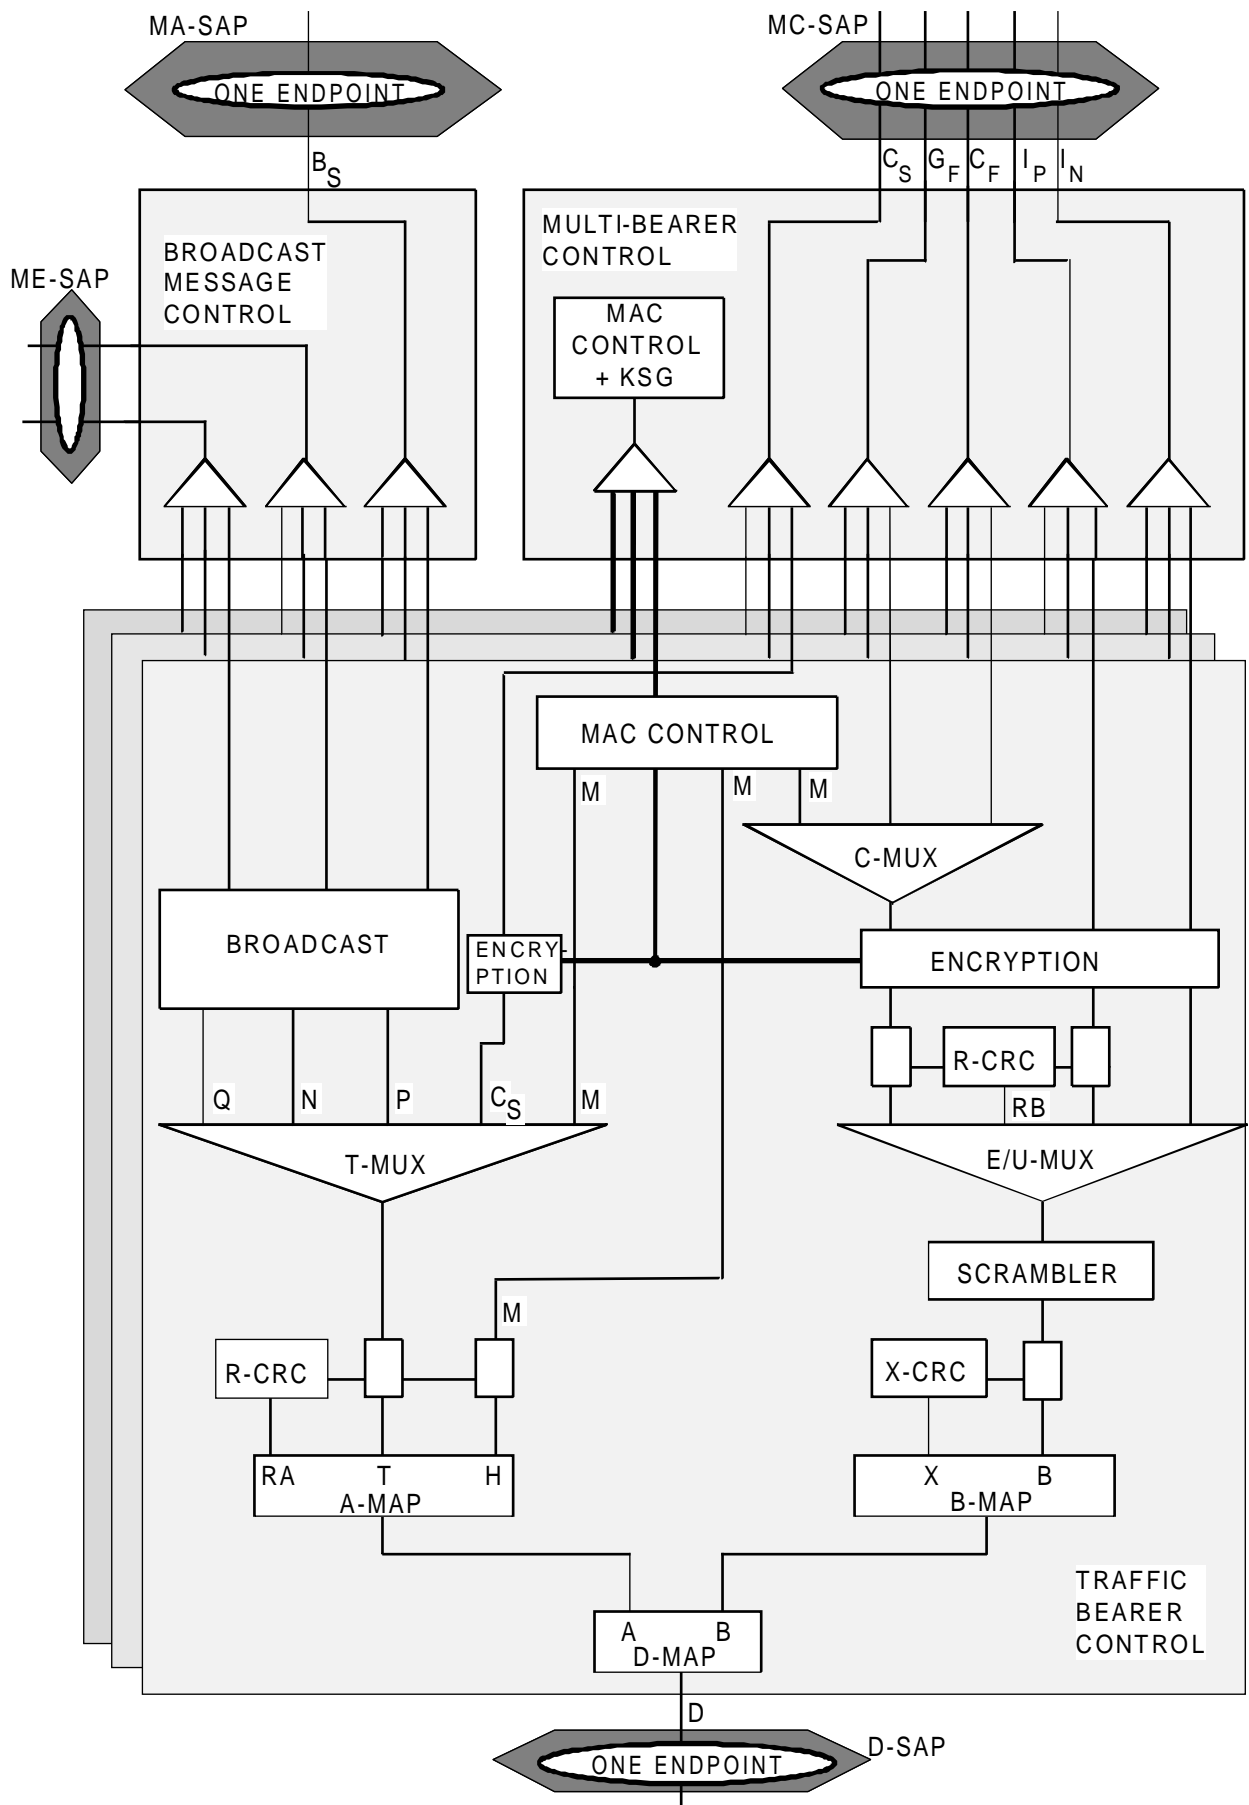 MA-SAP
MC-SAP
ONE ENDPOINT
ONE ENDPOINT
BS
CS GF CF IP IN
BROADCAST
MESSAGE
CONTROL
MULTI-BEARER
CONTROL
ME-SAP
MAC
CONTROL
+ KSG
MAC CONTROL
M
M
M
C-MUX
BROADCAST
ENCRY-
PTION
ENCRYPTION
R-CRC
Q
N
P
CS
M
RB
T-MUX
E/U-MUX
SCRAMBLER
M
R-CRC
X-CRC
RA T H
A-MAP
X B
B-MAP
TRAFFIC
BEARER
CONTROL
A B
D-MAP
D
D-SAP
ONE ENDPOINT